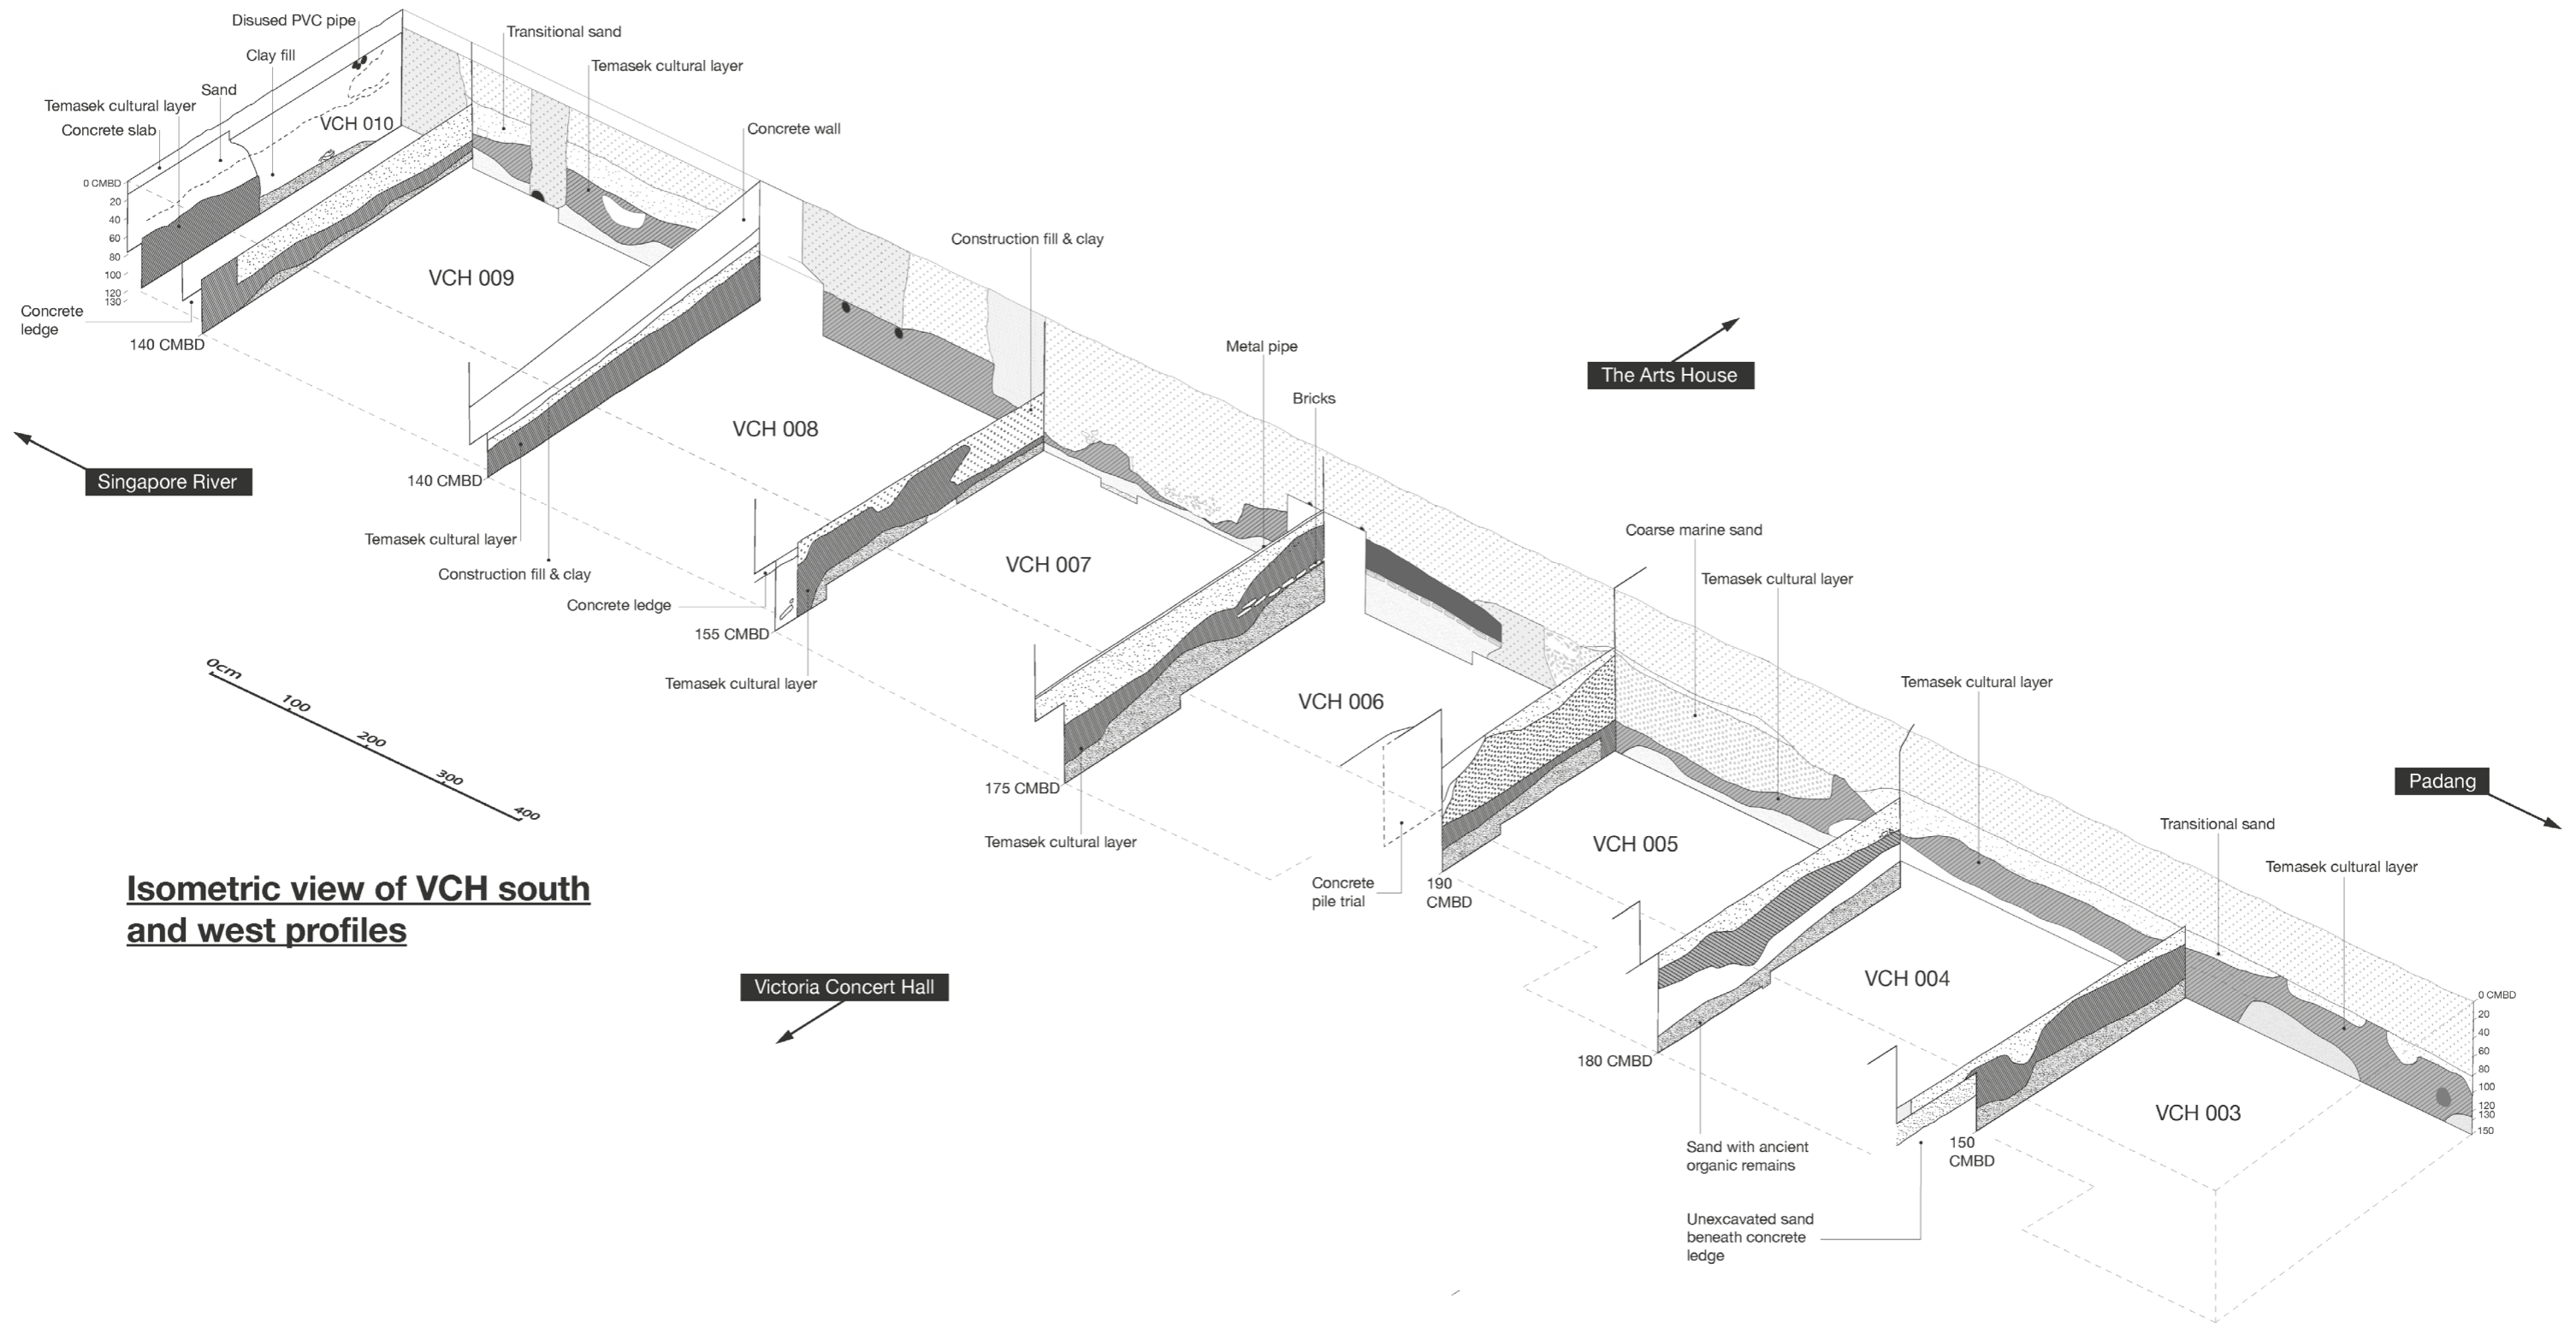 Disused PVC pipe
Clay fill
Sand
Temasek cultural layer
Concrete slab
VCH 010
Transitional sand
Temasek cultural layer
Concrete wall
0 CMBD
20
40
60
80
100
120
130
Concrete
ledge
140 CMBD
VCH 009
Construction fill & clay
Metal pipe
Bricks
The Arts House
Singapore River
140 CMBD
VCH 008
Temasek cultural layer
Construction fill & clay
Concrete ledge
155 CMBD
Temasek cultural layer
VCH 007
Coarse marine sand
Temasek cultural layer
Temasek cultural layer
0cm
100
200
300
400
175 CMBD
Temasek cultural layer
VCH 006
Padang
Transitional sand
Temasek cultural layer
Isometric view of VCH south
and west profiles
Victoria Concert Hall
Concrete
pile trial
190
CMBD
VCH 005
VCH 004
0 CMBD
20
40
60
80
100
120
130
150
180 CMBD
VCH 003
Sand with ancient
organic remains
150
CMBD
Unexcavated sand
beneath concrete
ledge